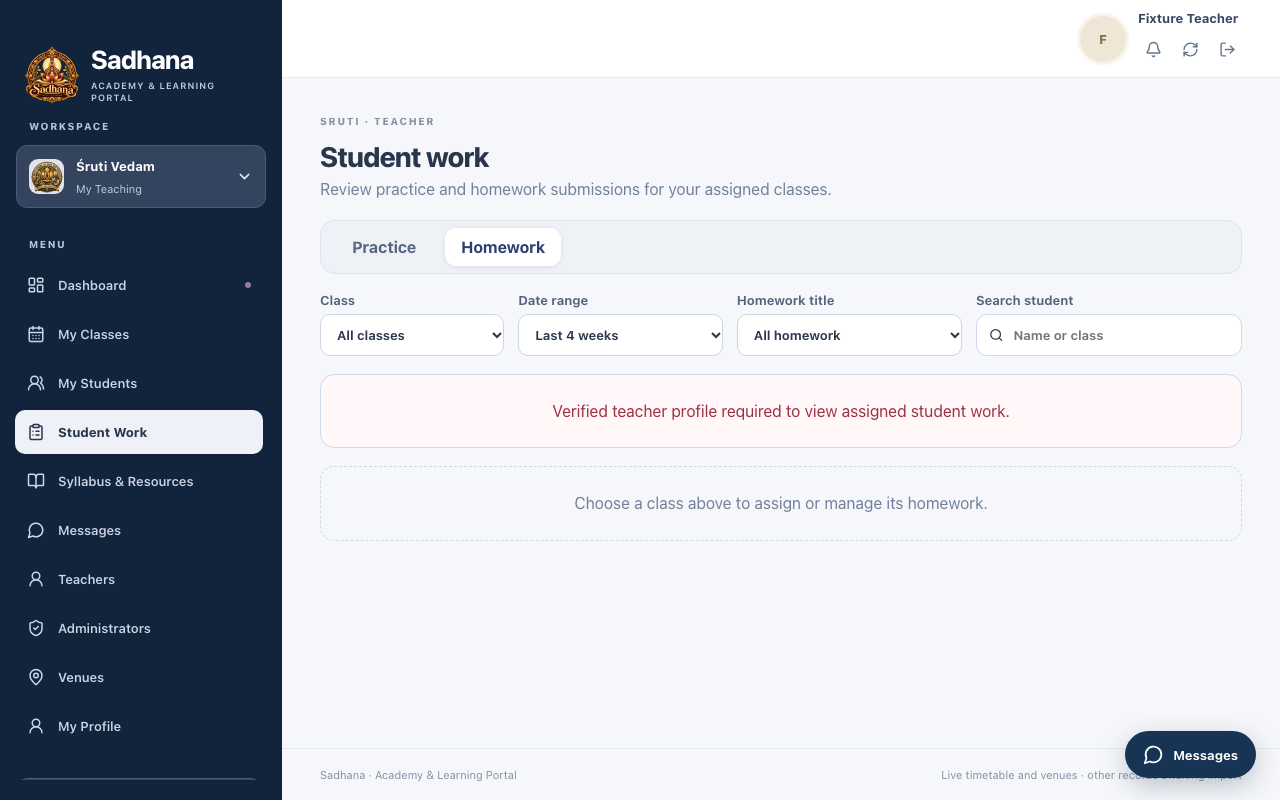 Sadhana
Sadhana
ACADEMY & LEARNING
PORTAL
WORKSPACE
Śruti Vedam
My Teaching
MENU
Dashboard
My Classes
My Students
Student Work
Syllabus & Resources
Messages
Teachers
Administrators
Venues
My Profile
Fixture Teacher
F
SRUTI · TEACHER
Student work
Review practice and homework submissions for your assigned classes.
Practice Homework
Class Date range Homework title Search student
All classes Last 4 weeks All homework Name or class
Verified teacher profile required to view assigned student work.
Choose a class above to assign or manage its homework.
Messages
Sadhana · Academy & Learning Portal
Live timetable and venues · other records awaiting import